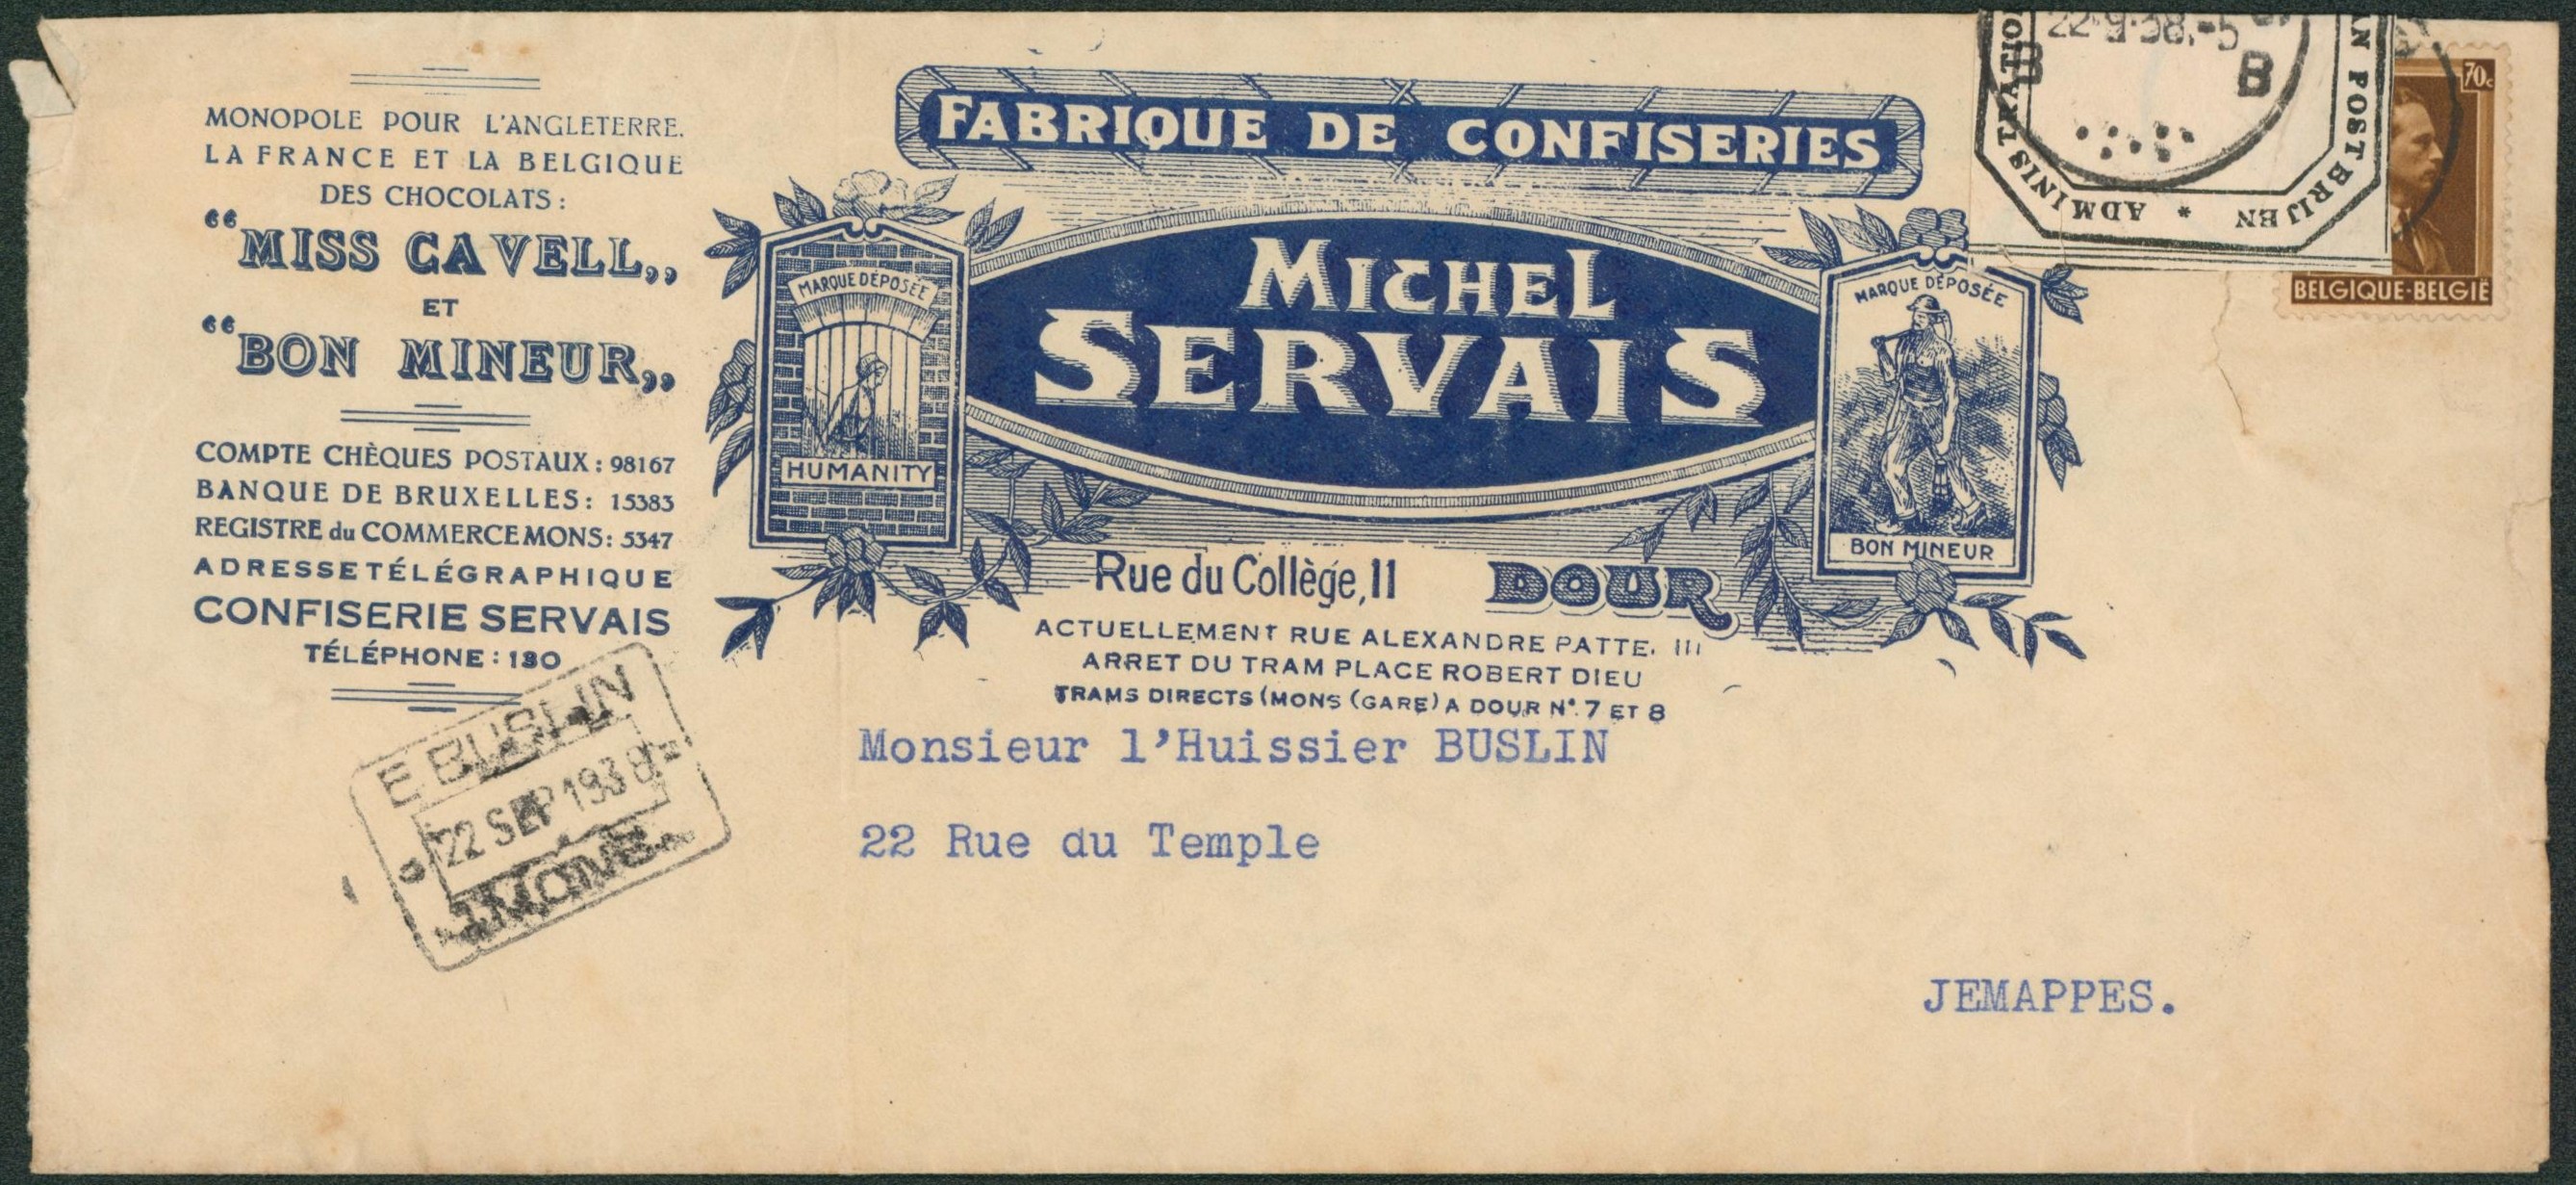 MONOPOLE POUR L'ANGLETERRE.
LA FRANCE ET LA BELGIQUE
DES CHOCOLATS :
“MISS CAVELL„
ET
“BON MINEUR„
COMPTE CHÈQUES POSTAUX : 98167
BANQUE DE BRUXELLES : 15383
REGISTRE du COMMERCE MONS : 5347
ADRESSE TÉLÉGRAPHIQUE
CONFISERIE SERVAIS
TÉLÉPHONE : 130
E BUSLIN
22 SEP 1938
FABRIQUE DE CONFISERIES
MICHEL
SERVAIS
MARQUE DÉPOSÉE
HUMANITY
MARQUE DÉPOSÉE
BON MINEUR
Rue du Collège, 11 DOUR
ACTUELLEMENT RUE ALEXANDRE PATTE. 111
ARRET DU TRAM PLACE ROBERT DIEU
TRAMS DIRECTS (MONS (GARE) A DOUR N°. 7 ET 8
22-9-38.-5
B B
ADMINISTRATIO
*
EN POSTERIJEN
70c
BELGIQUE-BELGIË
Monsieur l'Huissier BUSLIN
22 Rue du Temple
JEMAPPES.